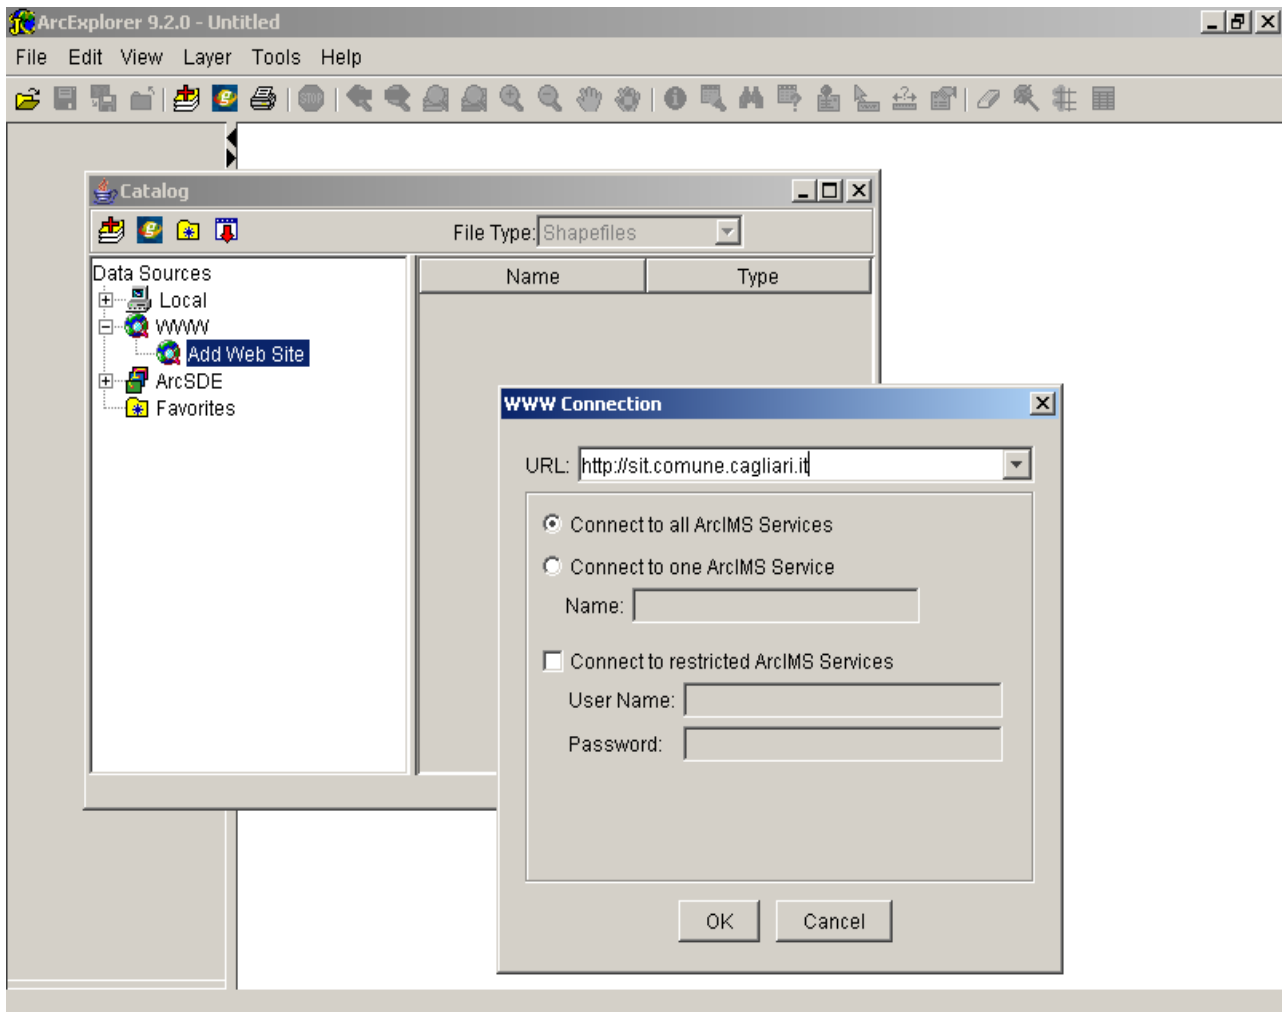 ArcExplorer 9.2.0 - Untitled
File Edit View Layer Tools Help
STOP
Catalog
File Type: Shapefiles
Data Sources
Local
WWW
Add Web Site
ArcSDE
Favorites
Name Type
WWW Connection
URL: http://sit.comune.cagliari.it
Connect to all ArcIMS Services
Connect to one ArcIMS Service
Name:
Connect to restricted ArcIMS Services
User Name:
Password:
OK Cancel